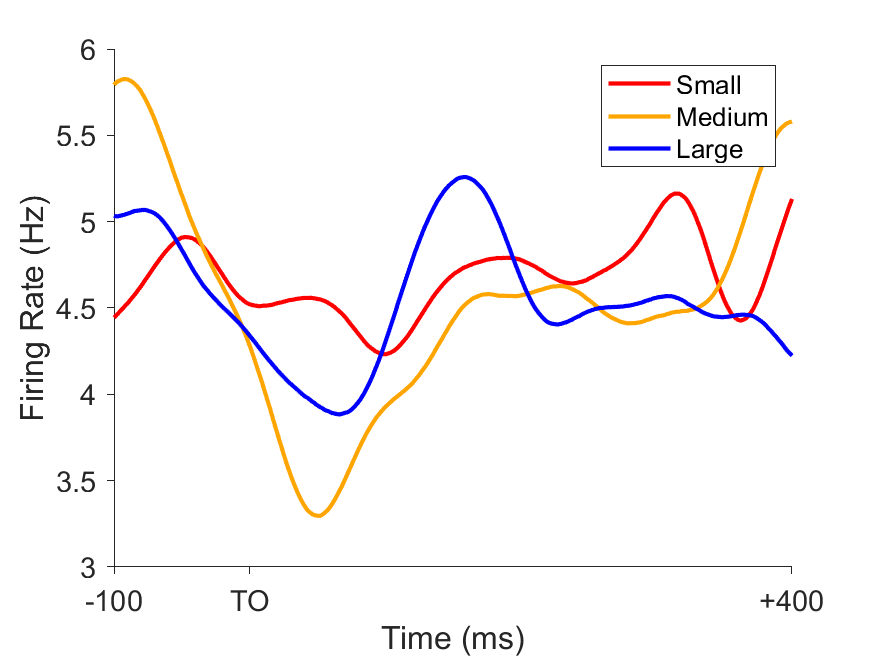 6
5.5
5
4.5
4
3.5
3
Firing Rate (Hz)
Small
Medium
Large
-100
TO
+400
Time (ms)